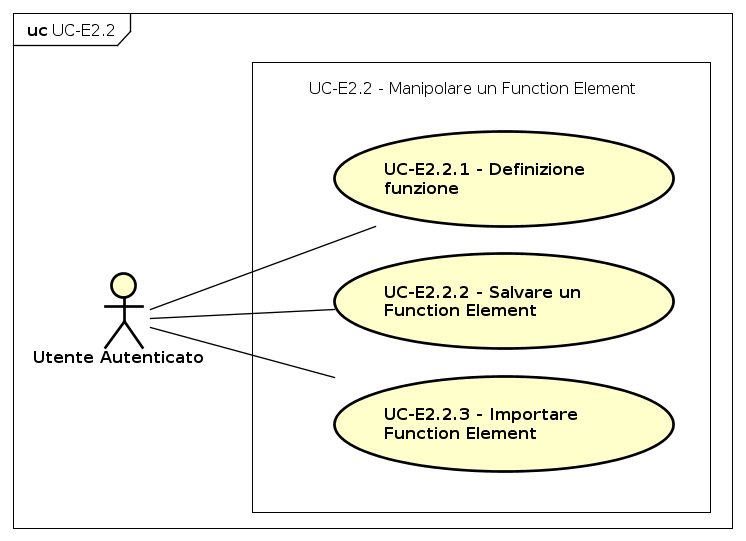 uc UC-E2.2
UC-E2.2 - Manipolare un Function Element
UC-E2.2.1 - Definizione
funzione
UC-E2.2.2 - Salvare un
Function Element
Utente Autenticato
UC-E2.2.3 - Importare
Function Element